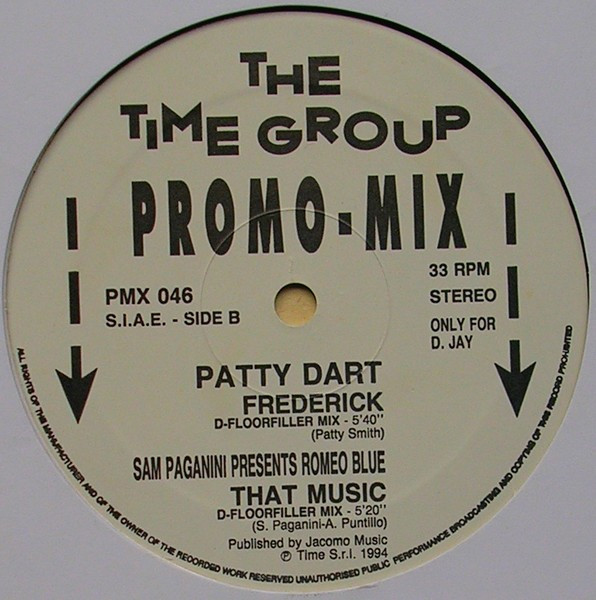 THE
TIME GROUP
PROMO-MIX
PMX 046
S.I.A.E. - SIDE B
33 RPM
STEREO
ONLY FOR
D. JAY
PATTY DART
FREDERICK
D-FLOORFILLER MIX - 5'40''
(Patty Smith)
SAM PAGANINI PRESENTS ROMEO BLUE
THAT MUSIC
D-FLOORFILLER MIX - 5'20''
(S. Paganini-A. Puntillo)
Published by Jacomo Music
℗ Time S.r.l. 1994
ALL RIGHTS OF THE MANUFACTURER AND OF THE OWNER OF THE RECORDED WORK RESERVED UNAUTHORISED PUBLIC PERFORMANCE BROADCASTING AND COPYING OF THIS RECORD PROHIBITED